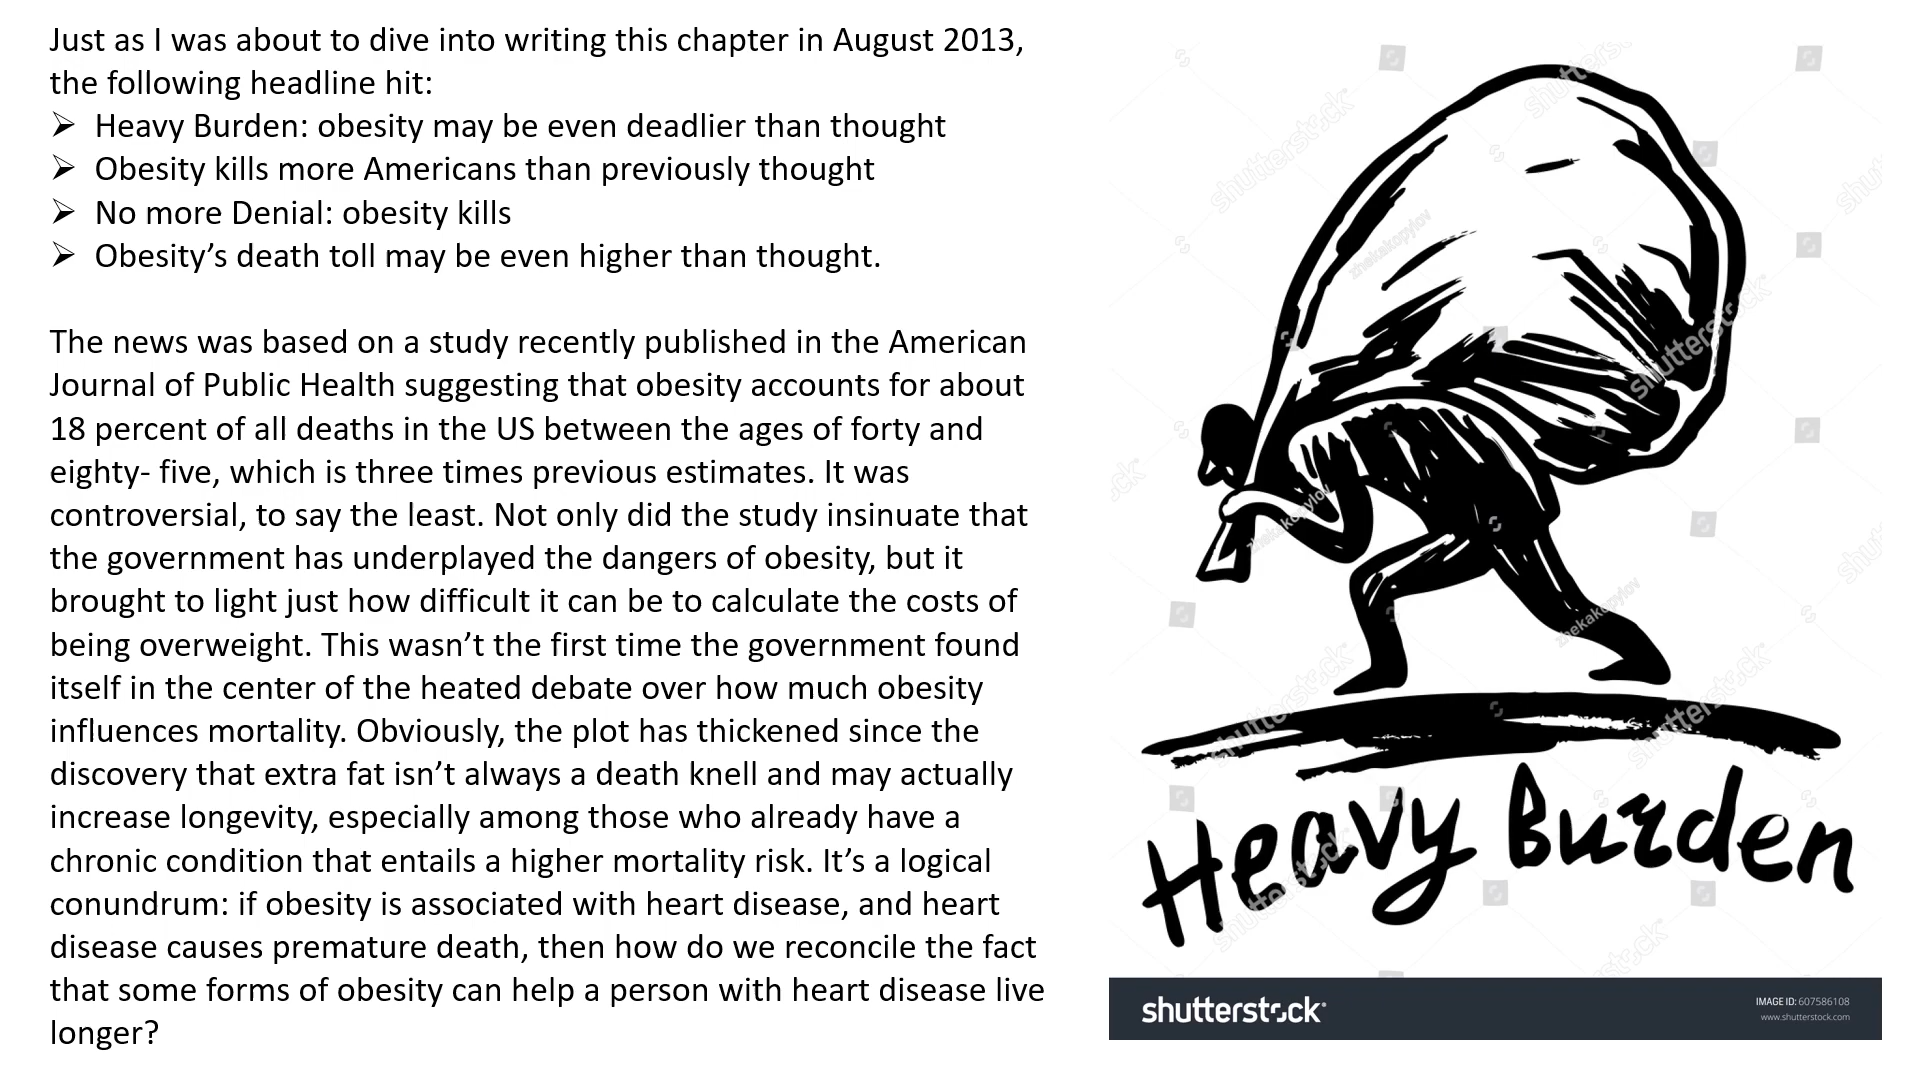 Just as I was about to dive into writing this chapter in August 2013,
the following headline hit:
➢ Heavy Burden: obesity may be even deadlier than thought
➢ Obesity kills more Americans than previously thought
➢ No more Denial: obesity kills
➢ Obesity’s death toll may be even higher than thought.
The news was based on a study recently published in the American
Journal of Public Health suggesting that obesity accounts for about
18 percent of all deaths in the US between the ages of forty and
eighty- five, which is three times previous estimates. It was
controversial, to say the least. Not only did the study insinuate that
the government has underplayed the dangers of obesity, but it
brought to light just how difficult it can be to calculate the costs of
being overweight. This wasn’t the first time the government found
itself in the center of the heated debate over how much obesity
influences mortality. Obviously, the plot has thickened since the
discovery that extra fat isn’t always a death knell and may actually
increase longevity, especially among those who already have a
chronic condition that entails a higher mortality risk. It’s a logical
conundrum: if obesity is associated with heart disease, and heart
disease causes premature death, then how do we reconcile the fact
that some forms of obesity can help a person with heart disease live
longer?
shutterstock
shutterstock
shutterstock
zhekakopylov
shutterstock
zhekakopylov
zhekakopylov
shutterstock
shutterstock
Heavy Burden
shutterstock
shutterstock
shutterstock
IMAGE ID: 607586108
www.shutterstock.com